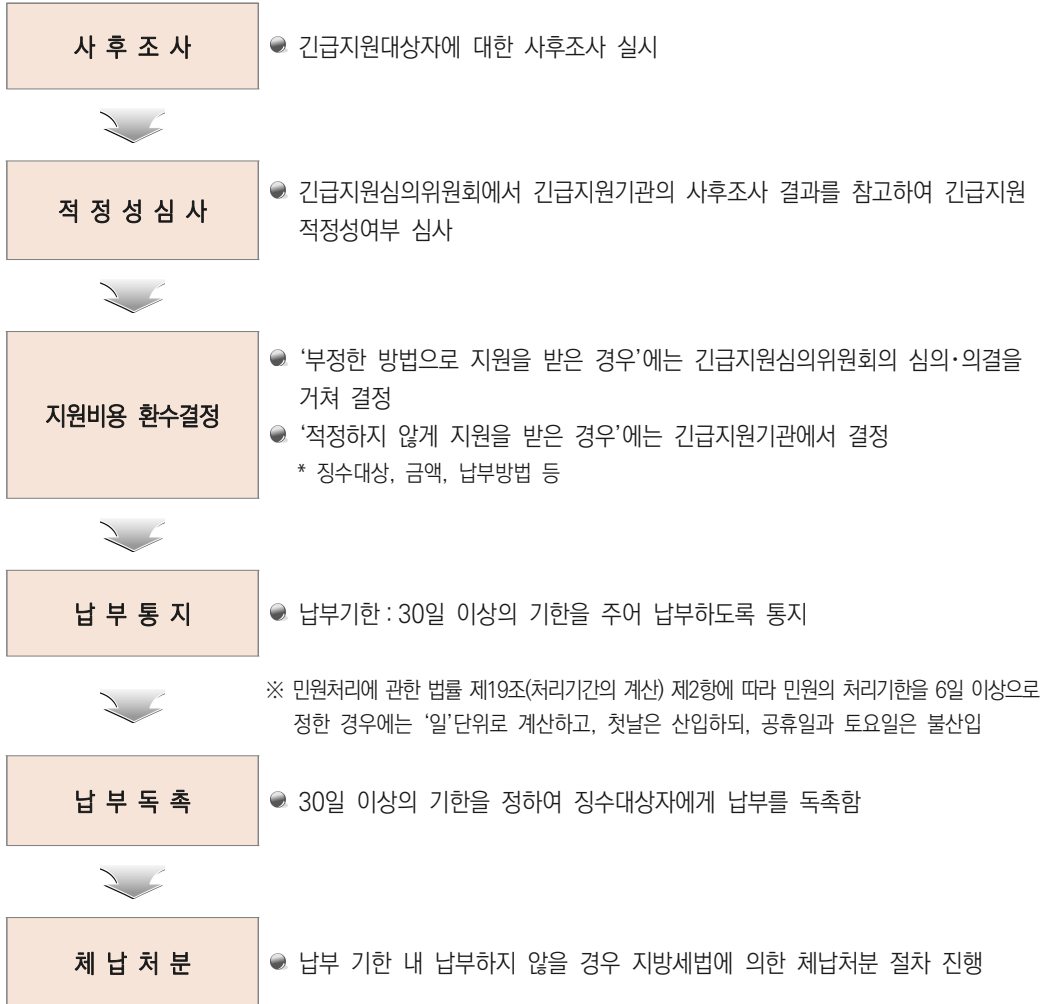 사 후 조 사
● 긴급지원대상자에 대한 사후조사 실시
적 정 성 심 사
● 긴급지원심의위원회에서 긴급지원기관의 사후조사 결과를 참고하여 긴급지원
적정성여부 심사
지원비용 환수결정
● ‘부정한 방법으로 지원을 받은 경우’에는 긴급지원심의위원회의 심의·의결을
거쳐 결정
● ‘적정하지 않게 지원을 받은 경우’에는 긴급지원기관에서 결정
* 징수대상, 금액, 납부방법 등
납 부 통 지
● 납부기한 : 30일 이상의 기한을 주어 납부하도록 통지
※ 민원처리에 관한 법률 제19조(처리기간의 계산) 제2항에 따라 민원의 처리기한을 6일 이상으로
정한 경우에는 ‘일’단위로 계산하고, 첫날은 산입하되, 공휴일과 토요일은 불산입
납 부 독 촉
● 30일 이상의 기한을 정하여 징수대상자에게 납부를 독촉함
체 납 처 분
● 납부 기한 내 납부하지 않을 경우 지방세법에 의한 체납처분 절차 진행